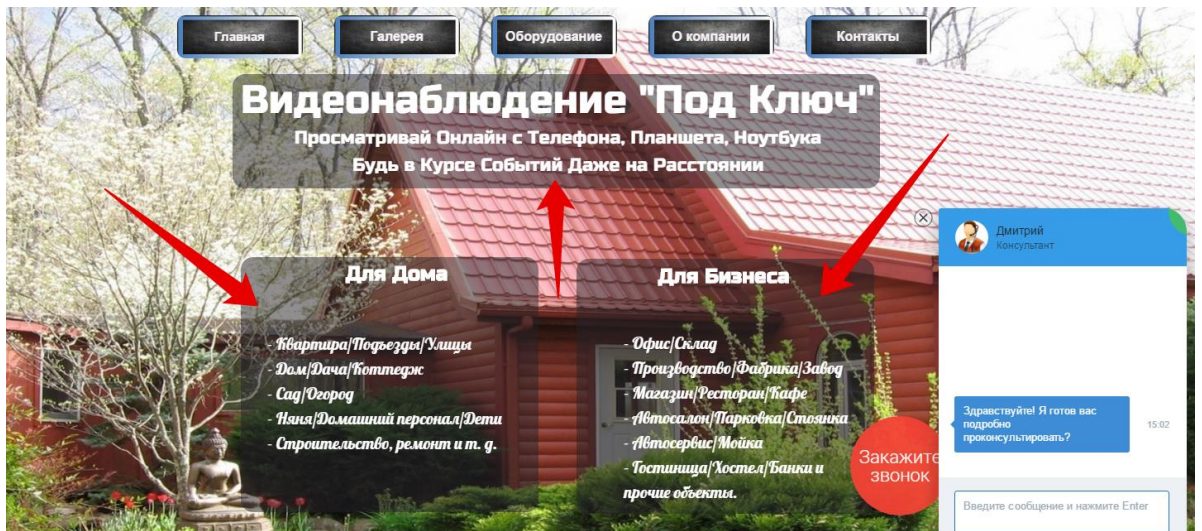 Главная Галерея Оборудование О компании Контакты
Видеонаблюдение "Под Ключ"
Просматривай Онлайн с Телефона, Планшета, Ноутбука
Будь в Курсе Событий Даже на Расстоянии
Для Дома
- Квартира/Подъезды/Улицы
- Дом/Дача/Коттедж
- Сад/Огород
- Няня/Домашний персонал/Дети
- Строительство, ремонт и т. д.
Для Бизнеса
- Офис/Склад
- Производство/Фабрика/Завод
- Магазин/Ресторан/Кафе
- Автосалон/Парковка/Стоянка
- Автосервис/Мойка
- Гостиница/Хостел/Банки и
прочие объекты.
Закажите
звонок
Дмитрий
Консультант
Здравствуйте! Я готов вас
подробно
проконсультировать?
15:02
Введите сообщение и нажмите Enter